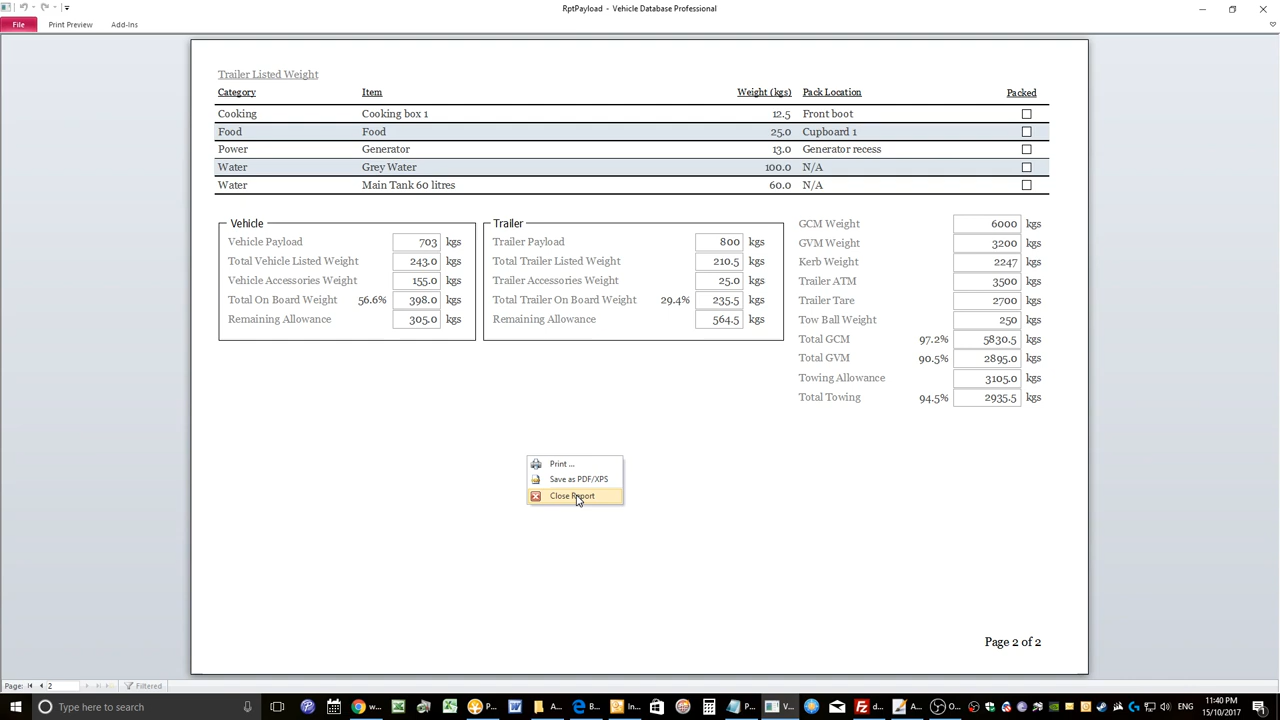 RptPayload - Vehicle Database Professional
File Print Preview Add-Ins
Trailer Listed Weight
Category Item Weight (kgs) Pack Location Packed
Cooking Cooking box 1 12.5 Front boot
Food Food 25.0 Cupboard 1
Power Generator 13.0 Generator recess
Water Grey Water 100.0 N/A
Water Main Tank 60 litres 60.0 N/A
Vehicle
Vehicle Payload 703 kgs
Total Vehicle Listed Weight 243.0 kgs
Vehicle Accessories Weight 155.0 kgs
Total On Board Weight 56.6% 398.0 kgs
Remaining Allowance 305.0 kgs
Trailer
Trailer Payload 800 kgs
Total Trailer Listed Weight 210.5 kgs
Trailer Accessories Weight 25.0 kgs
Total Trailer On Board Weight 29.4% 235.5 kgs
Remaining Allowance 564.5 kgs
GCM Weight 6000 kgs
GVM Weight 3200 kgs
Kerb Weight 2247 kgs
Trailer ATM 3500 kgs
Trailer Tare 2700 kgs
Tow Ball Weight 250 kgs
Total GCM 97.2% 5830.5 kgs
Total GVM 90.5% 2895.0 kgs
Towing Allowance 3105.0 kgs
Total Towing 94.5% 2935.5 kgs
Print ...
Save as PDF/XPS
Close Report
Page 2 of 2
Page: 2 Filtered
Type here to search w... P... A... B... In... P... V... d... A... O... ENG 11:40 PM
15/10/2017